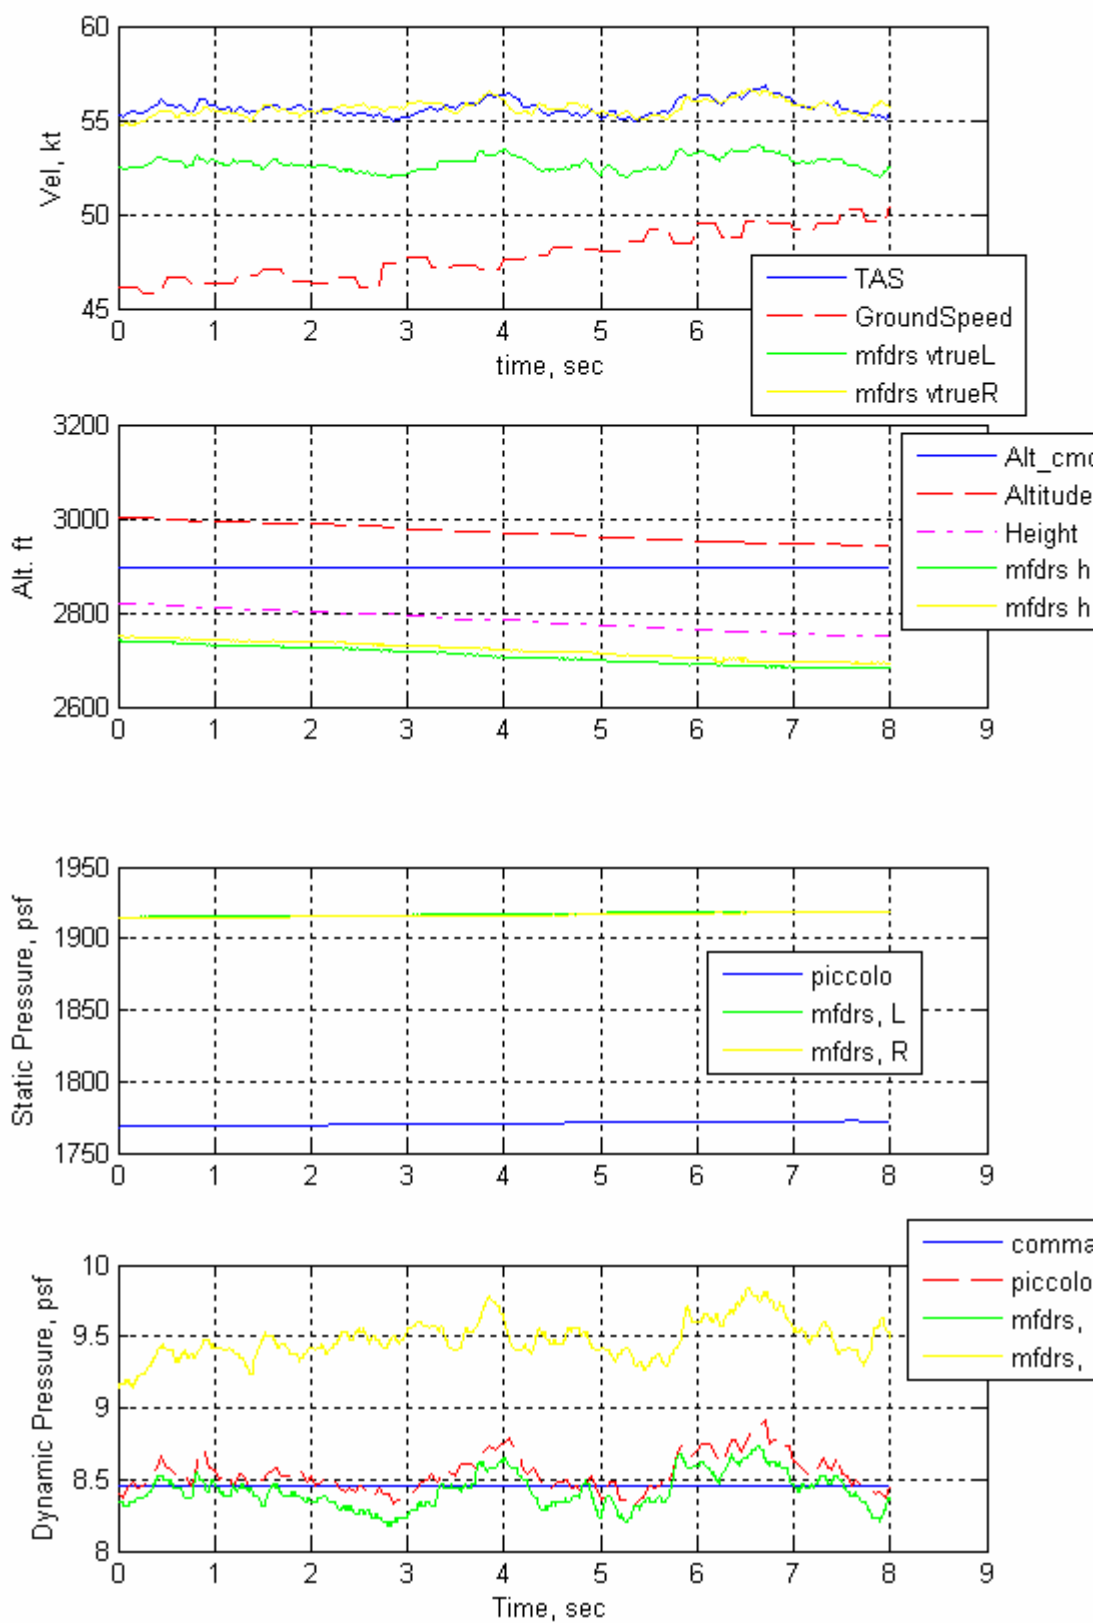 60
55
50
45
Vel, kt
0 1 2 3 4 5 6
time, sec
TAS
GroundSpeed
mfdrs vtrueL
mfdrs vtrueR
3200
3000
2800
2600
Alt. ft
0 1 2 3 4 5 6 7 8 9
Alt_cmd
Altitude
Height
mfdrs h
mfdrs h
1950
1900
1850
1800
1750
Static Pressure, psf
0 1 2 3 4 5 6 7 8 9
piccolo
mfdrs, L
mfdrs, R
10
9.5
9
8.5
8
Dynamic Pressure, psf
0 1 2 3 4 5 6 7 8 9
Time, sec
comma
piccolo
mfdrs,
mfdrs,